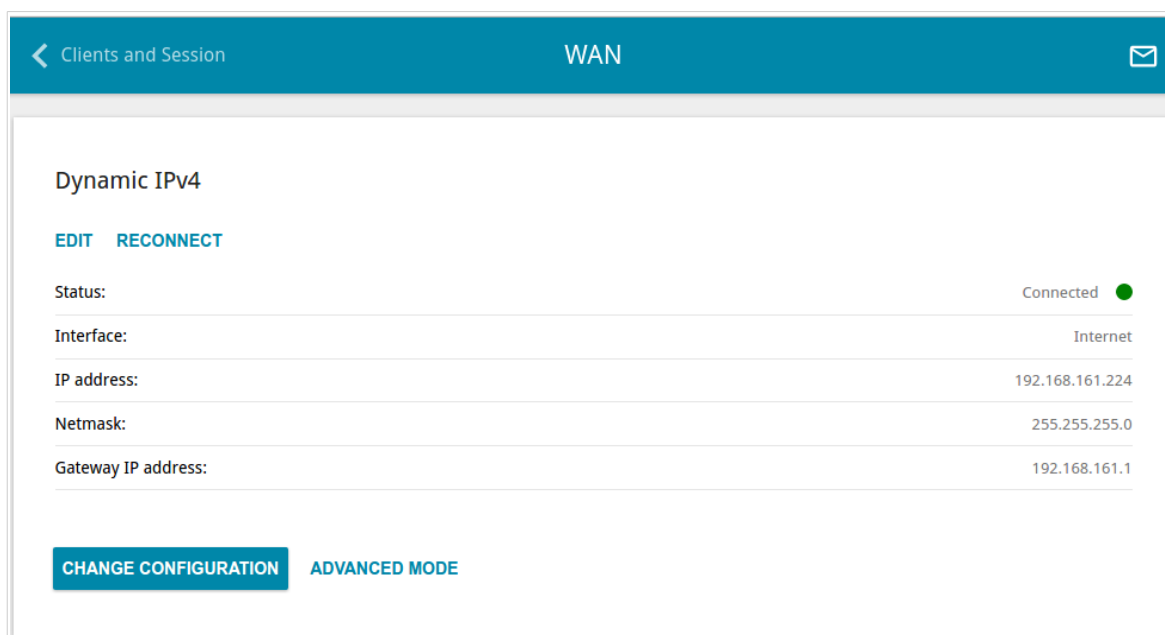 Clients and Session
WAN
Dynamic IPv4
EDIT RECONNECT
Status: Connected
Interface: Internet
IP address: 192.168.161.224
Netmask: 255.255.255.0
Gateway IP address: 192.168.161.1
CHANGE CONFIGURATION ADVANCED MODE